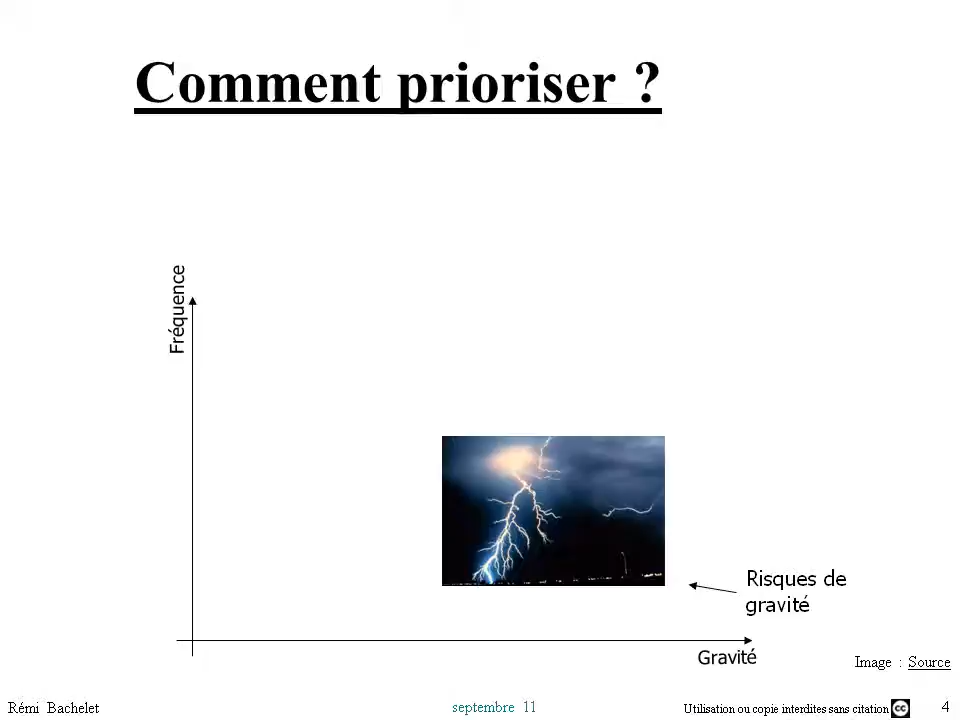 Comment prioriser ?
Fréquence
Risques de
gravité
Gravité
Image : Source
Rémi Bachelet
septembre 11
Utilisation ou copie interdites sans citation
cc
4